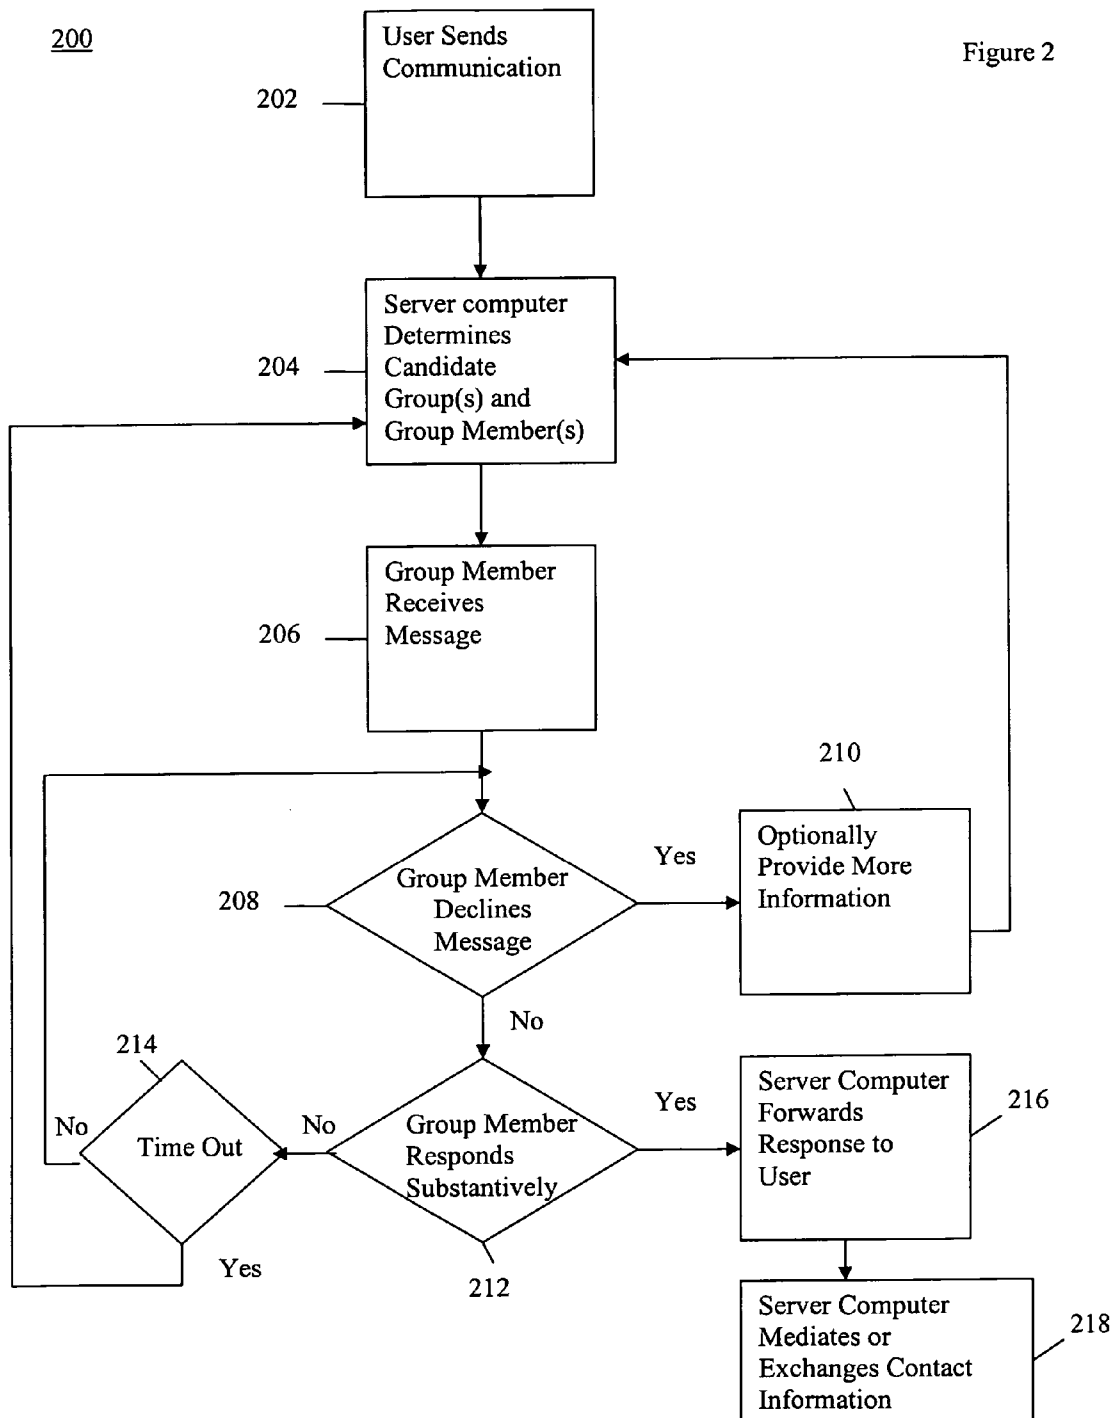 200
Figure 2
User Sends
Communication
202
Server computer
Determines
Candidate
Group(s) and
Group Member(s)
204
Group Member
Receives
Message
206
210
Optionally
Provide More
Information
Yes
Group Member
Declines
Message
208
No
214
Time Out
No
Yes
No
Group Member
Responds
Substantively
212
Yes
Server Computer
Forwards
Response to
User
216
Server Computer
Mediates or
Exchanges Contact
Information
218